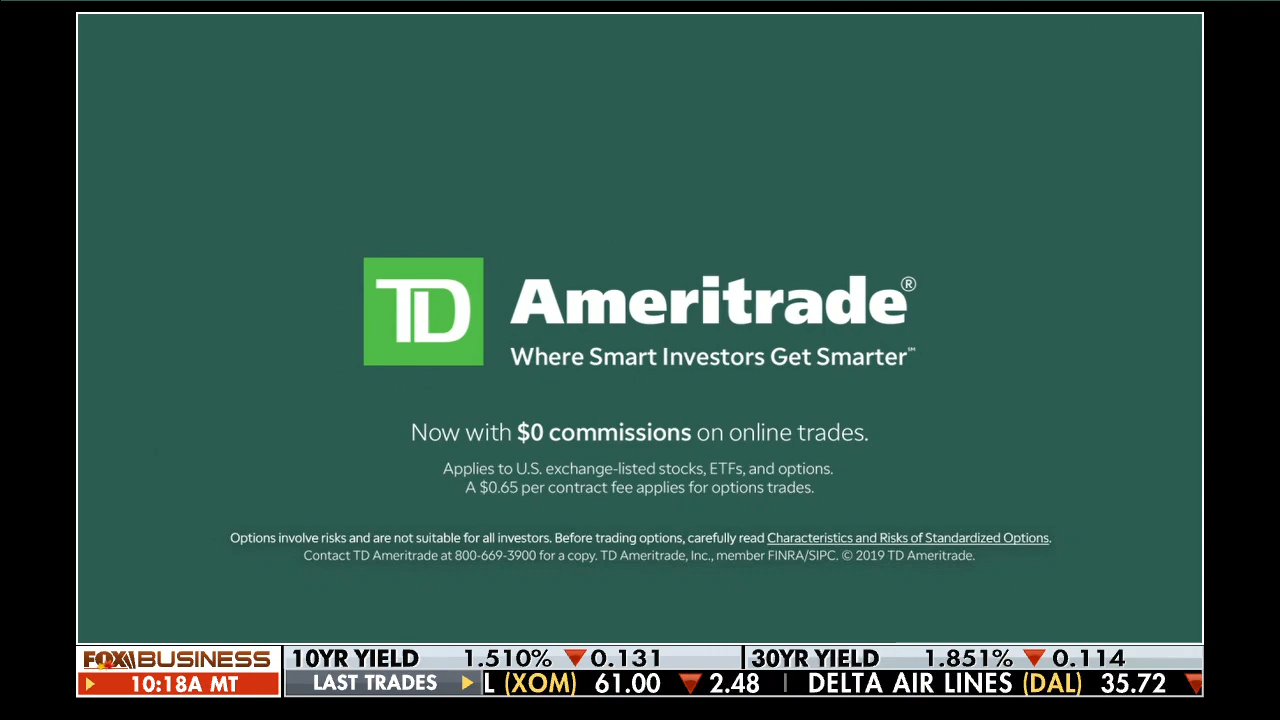 TD Ameritrade®
Where Smart Investors Get Smarter℠
Now with $0 commissions on online trades.
Applies to U.S. exchange-listed stocks, ETFs, and options.
A $0.65 per contract fee applies for options trades.
Options involve risks and are not suitable for all investors. Before trading options, carefully read Characteristics and Risks of Standardized Options.
Contact TD Ameritrade at 800-669-3900 for a copy. TD Ameritrade, Inc., member FINRA/SIPC. © 2019 TD Ameritrade.
FOX BUSINESS 10YR YIELD 1.510% ▼ 0.131 | 30YR YIELD 1.851% ▼ 0.114
10:18A MT LAST TRADES L (XOM) 61.00 ▼ 2.48 | DELTA AIR LINES (DAL) 35.72 ▼